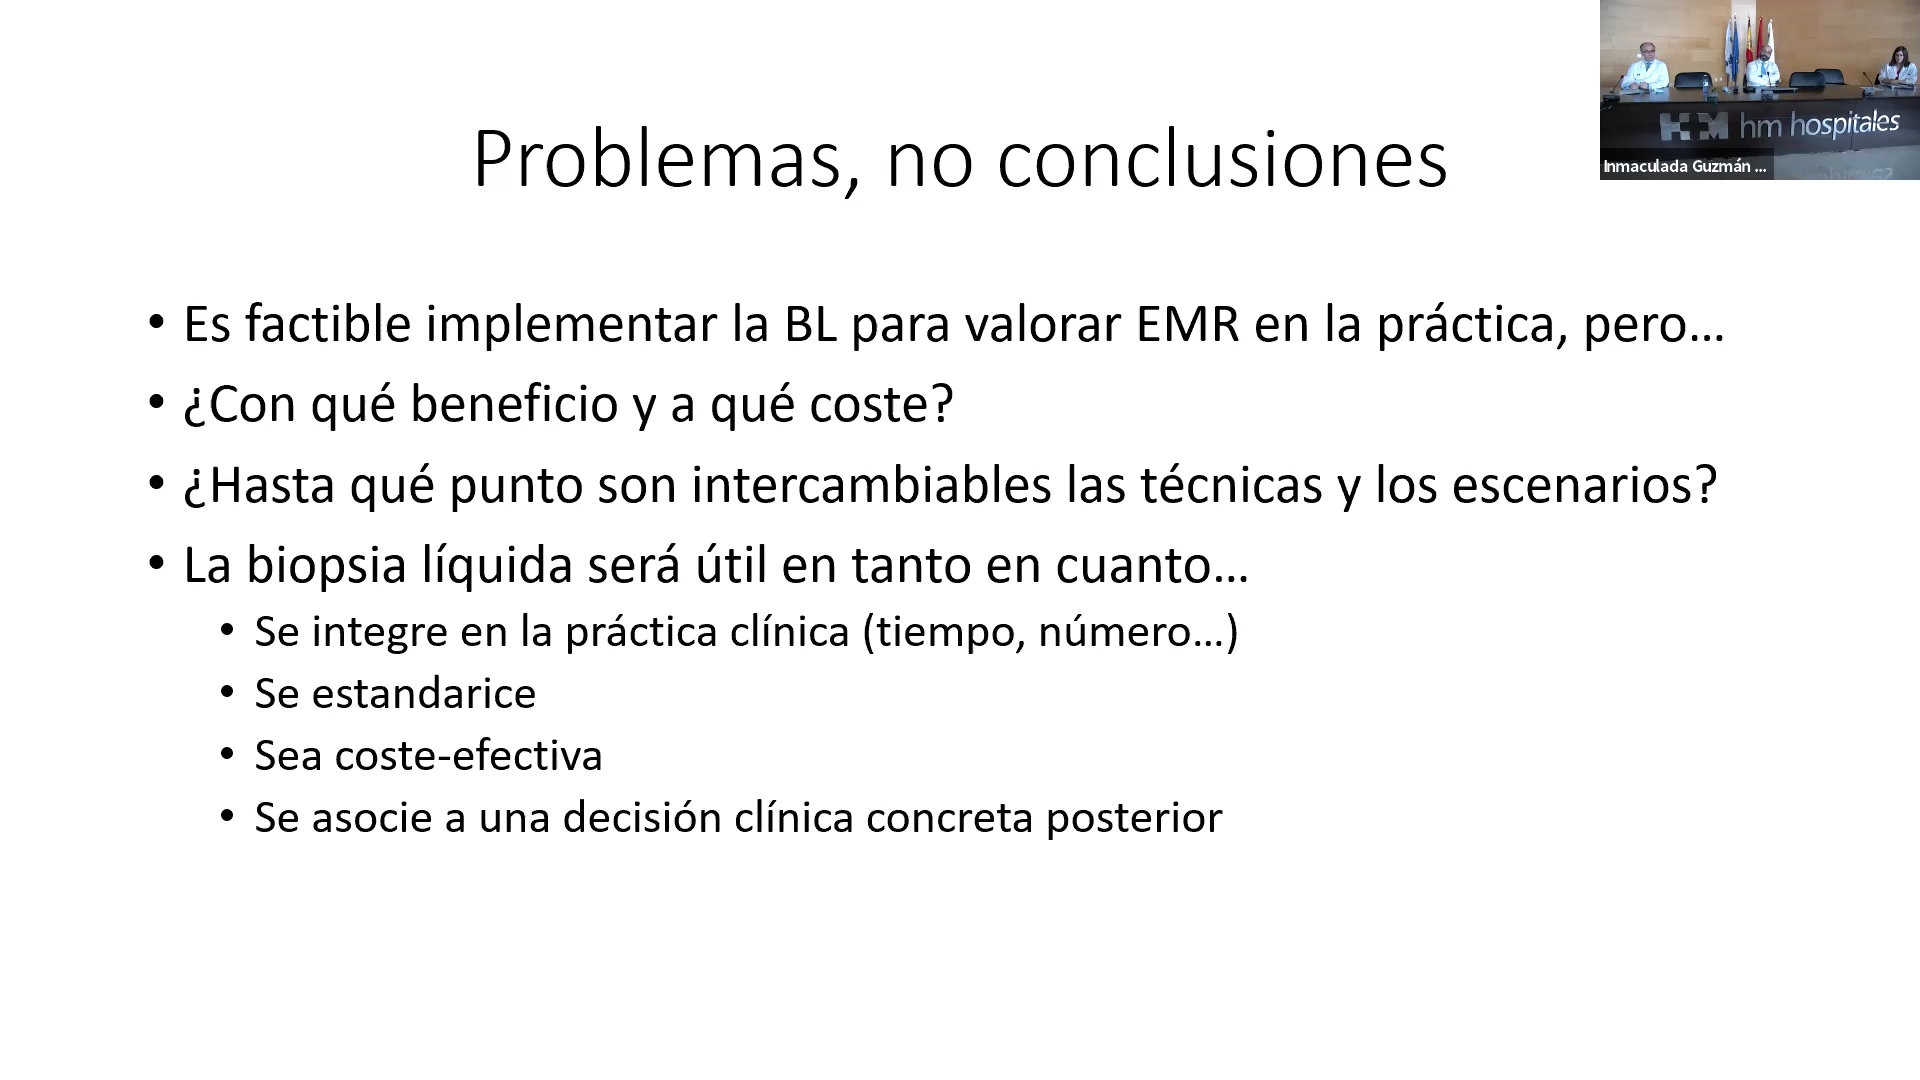 Problemas, no conclusiones
• Es factible implementar la BL para valorar EMR en la práctica, pero…
• ¿Con qué beneficio y a qué coste?
• ¿Hasta qué punto son intercambiables las técnicas y los escenarios?
• La biopsia líquida será útil en tanto en cuanto…
• Se integre en la práctica clínica (tiempo, número…)
• Se estandarice
• Sea coste-efectiva
• Se asocie a una decisión clínica concreta posterior
hm hospitales
Inmaculada Guzmán ...